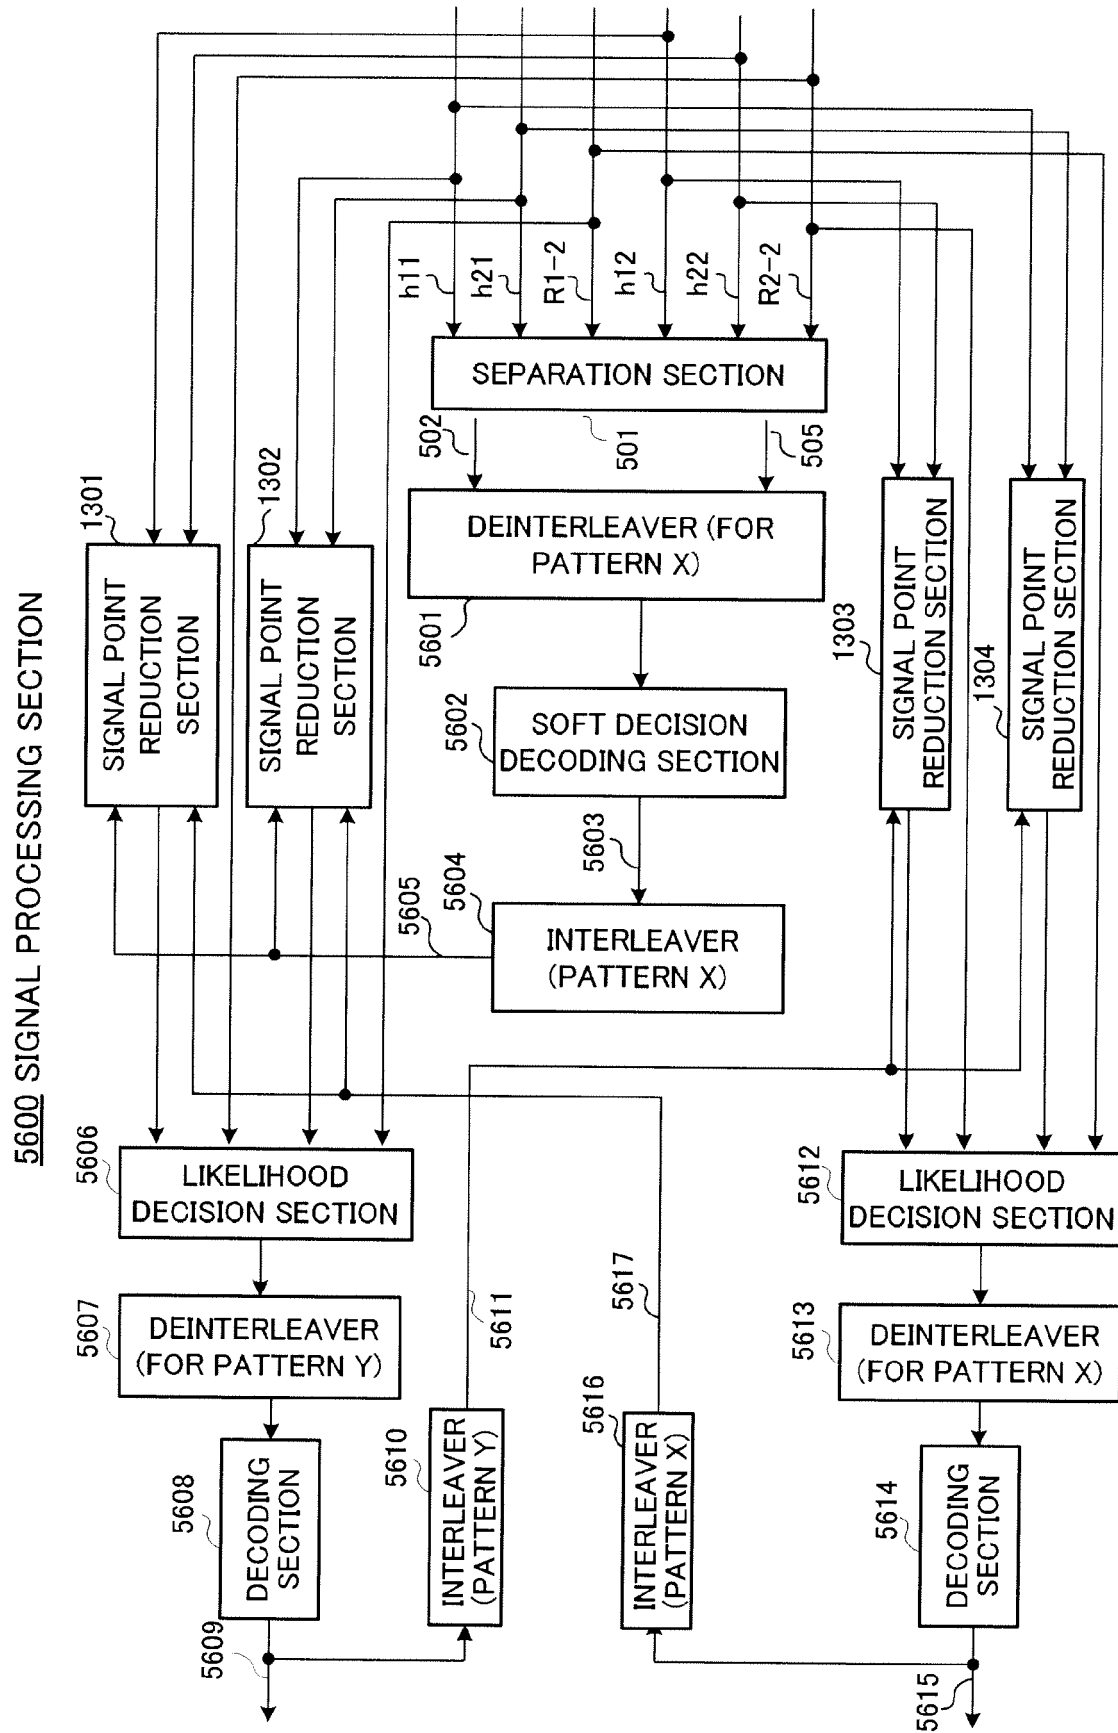 5600 SIGNAL PROCESSING SECTION
1301
SIGNAL POINT
REDUCTION
SECTION
1302
SIGNAL POINT
REDUCTION
SECTION
h11
h21
R1-2
h12
h22
R2-2
SEPARATION SECTION
501
502
505
DEINTERLEAVER (FOR
PATTERN X)
5601
5602
SOFT DECISION
DECODING SECTION
5603
5604
5605
INTERLEAVER
(PATTERN X)
1303
SIGNAL POINT
REDUCTION SECTION
1304
SIGNAL POINT
REDUCTION SECTION
5606
LIKELIHOOD
DECISION SECTION
5607
DEINTERLEAVER
(FOR PATTERN Y)
5608
DECODING
SECTION
5609
5610
INTERLEAVER
(PATTERN Y)
5611
5612
LIKELIHOOD
DECISION SECTION
5613
DEINTERLEAVER
(FOR PATTERN X)
5614
DECODING
SECTION
5615
5616
INTERLEAVER
(PATTERN X)
5617